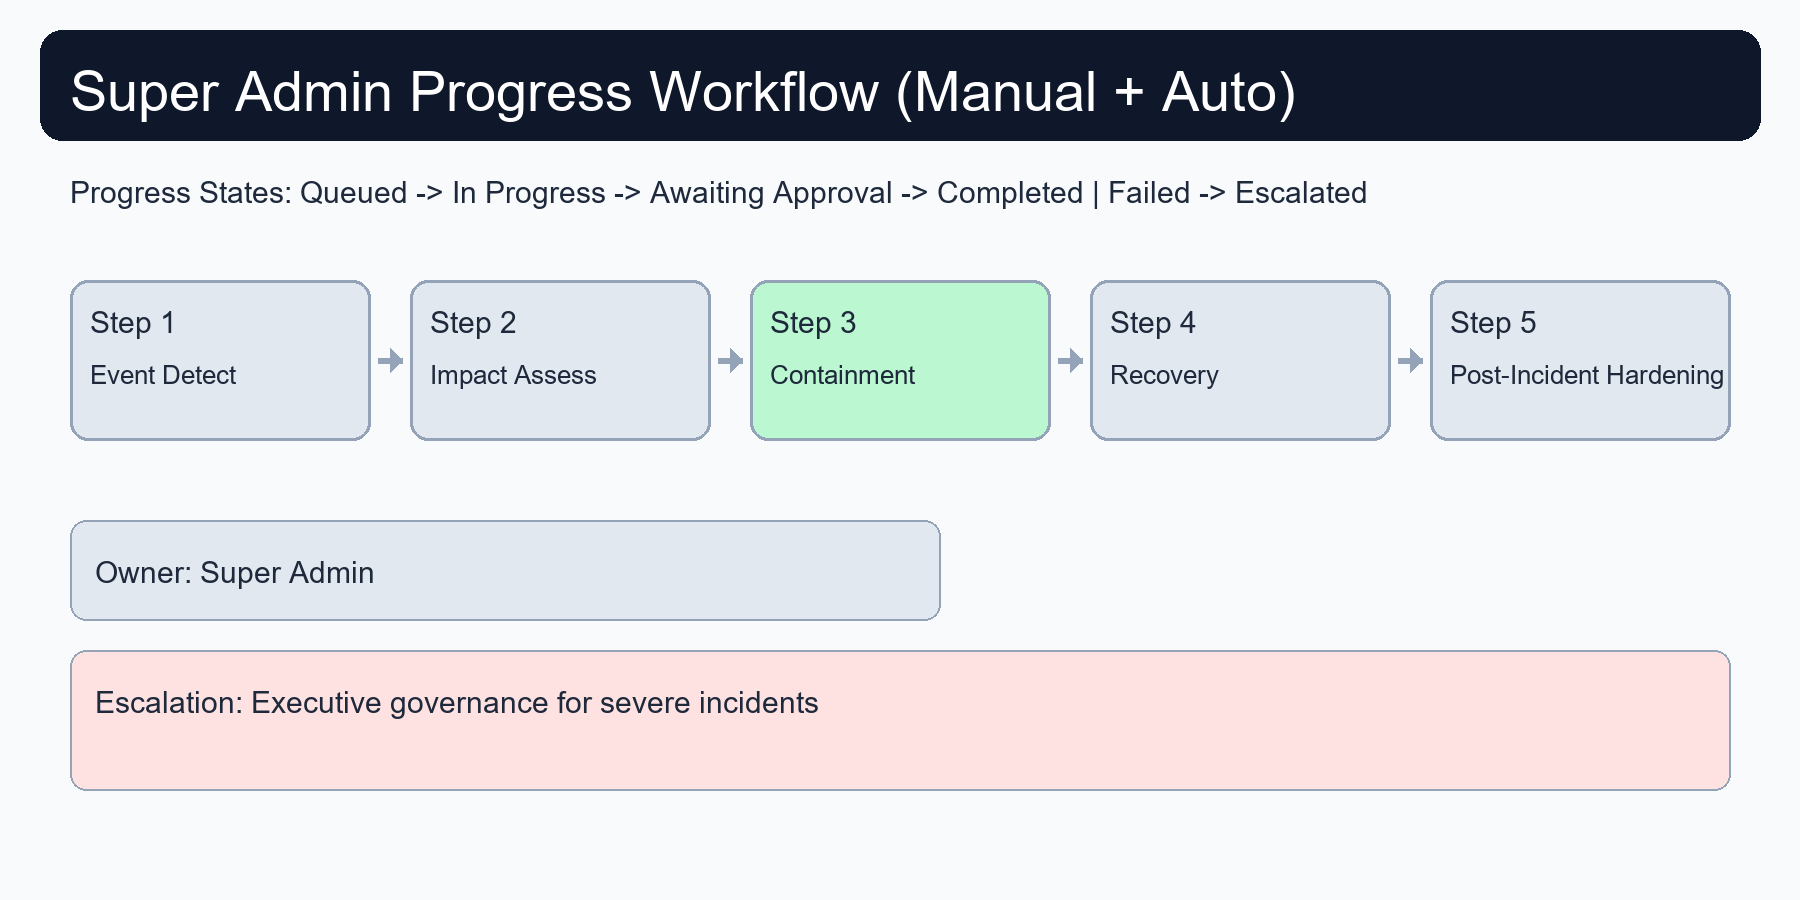 Super Admin Progress Workflow (Manual + Auto)
Progress States: Queued -> In Progress -> Awaiting Approval -> Completed | Failed -> Escalated
Step 1
Event Detect
Step 2
Impact Assess
Step 3
Containment
Step 4
Recovery
Step 5
Post-Incident Hardening
Owner: Super Admin
Escalation: Executive governance for severe incidents